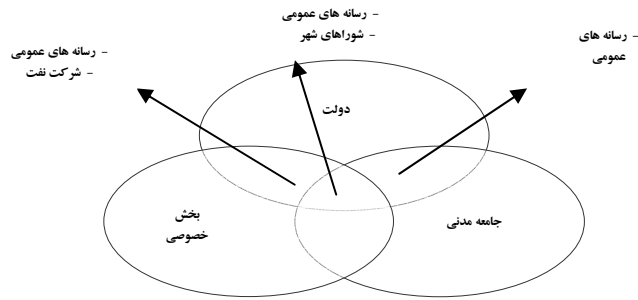 - رسانه های عمومی
- شوراهای شهر
- رسانه های
عمومی
- رسانه های عمومی
- شرکت نفت
دولت
جامعه مدنی
بخش
خصوصی